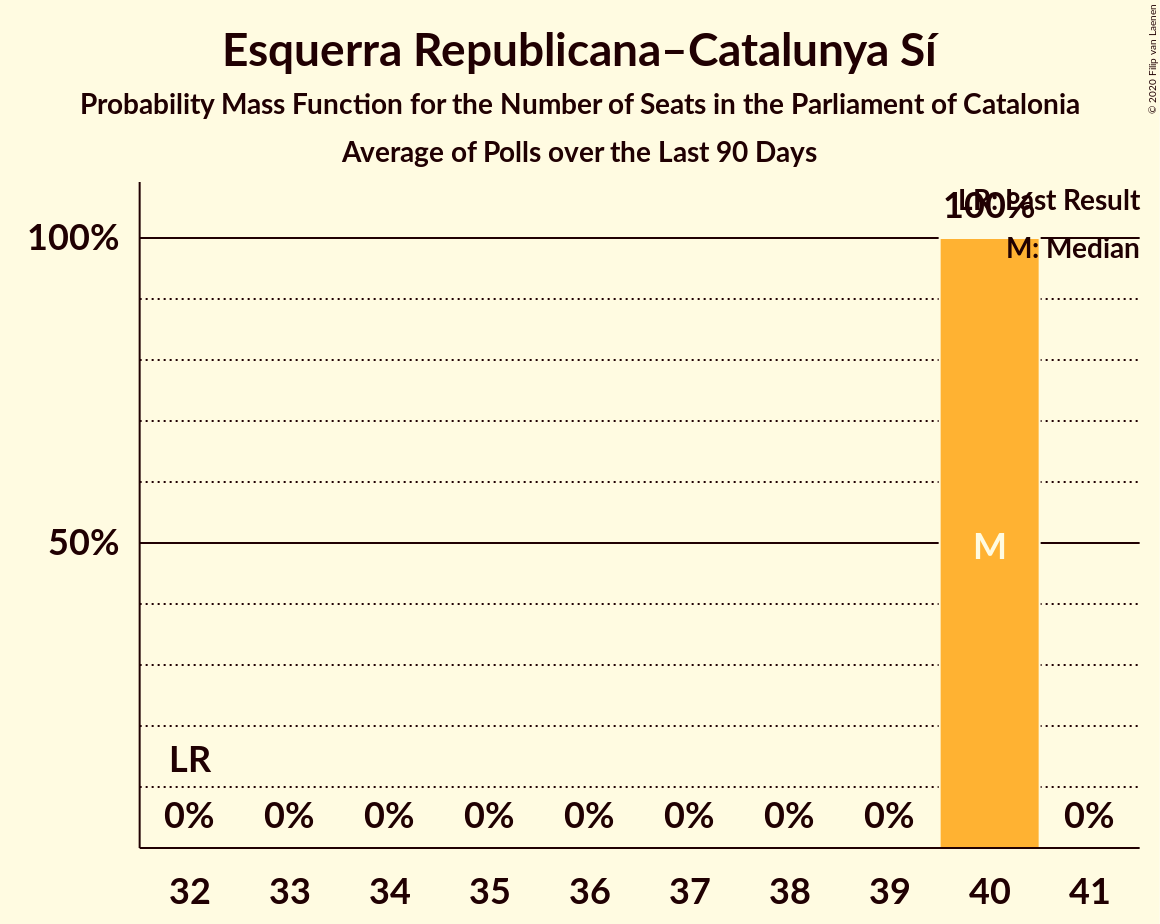 Esquerra Republicana–Catalunya Sí
Probability Mass Function for the Number of Seats in the Parliament of Catalonia
Average of Polls over the Last 90 Days
© 2020 Filip van Laenen
LR: Last Result
100%
M: Median
100%
50%
M
LR
0% 0% 0% 0% 0% 0% 0% 0% 0%
32 33 34 35 36 37 38 39 40 41